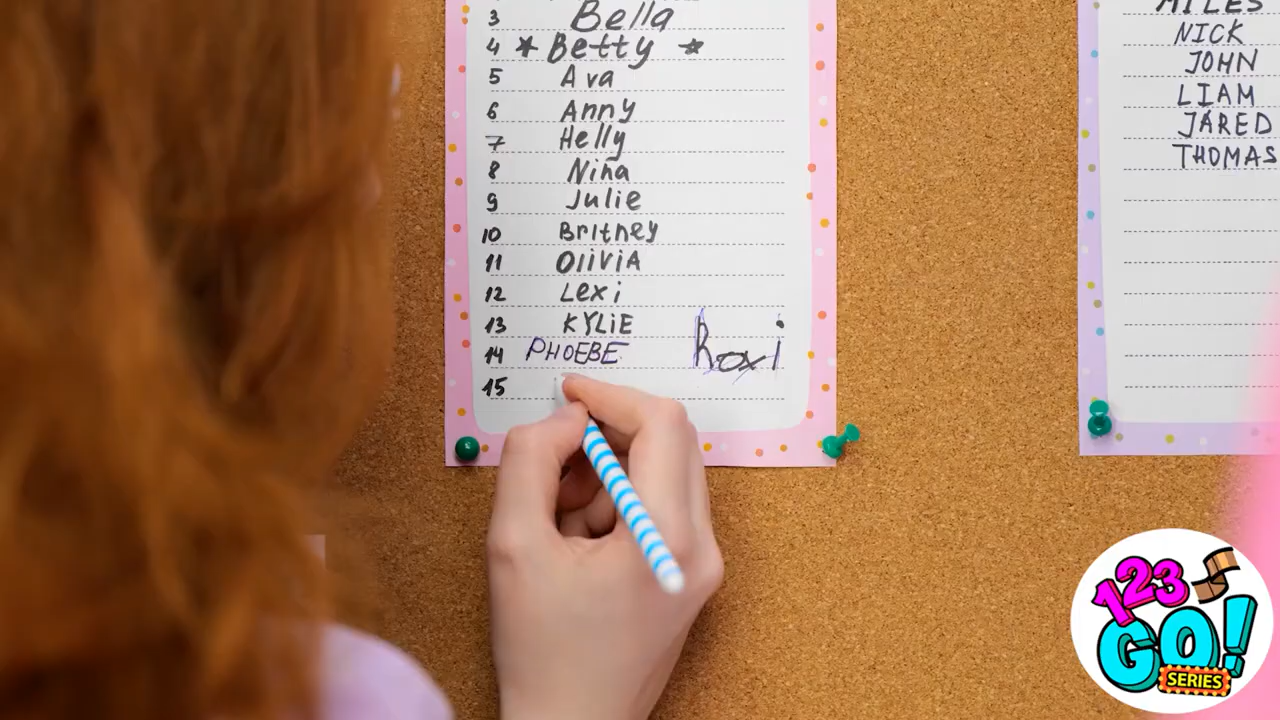 3 Bella
4 * Betty *
5 Ava
6 Anny
7 Helly
8 Nina
9 Julie
10 Britney
11 OliViA
12 Lexi
13 KYLiE
14 PHOEBE
Roxi
15
MILES
NICK
JOHN
LIAM
JARED
THOMAS
123
GO!
SERIES